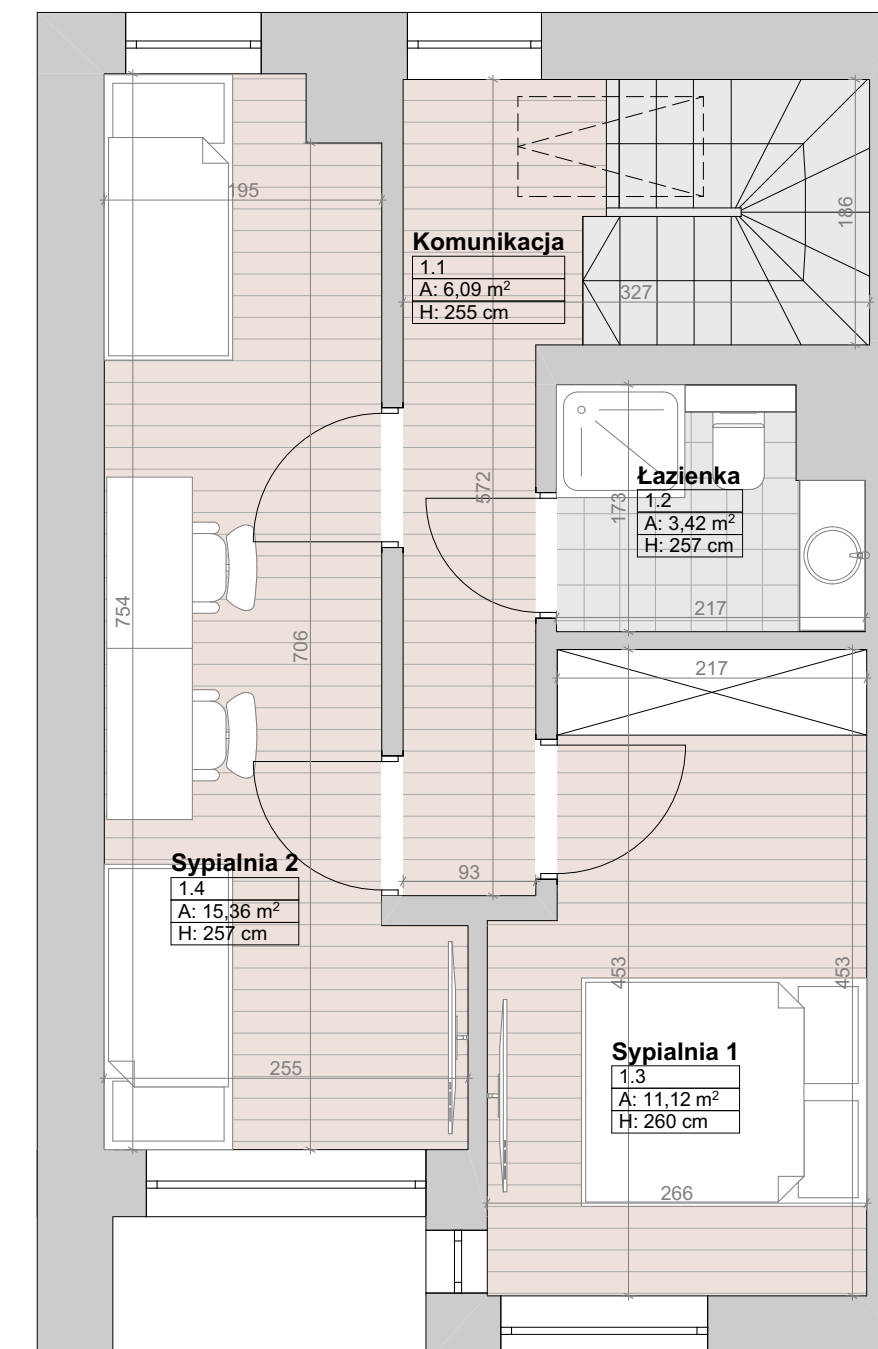 195
186
Komunikacja
1.1
A: 6,09 m²
H: 255 cm
327
572
Łazienka
1.2
A: 3,42 m²
H: 257 cm
173
217
754
706
217
Sypialnia 2
1.4
A: 15,36 m²
H: 257 cm
93
453
453
255
Sypialnia 1
1.3
A: 11,12 m²
H: 260 cm
266